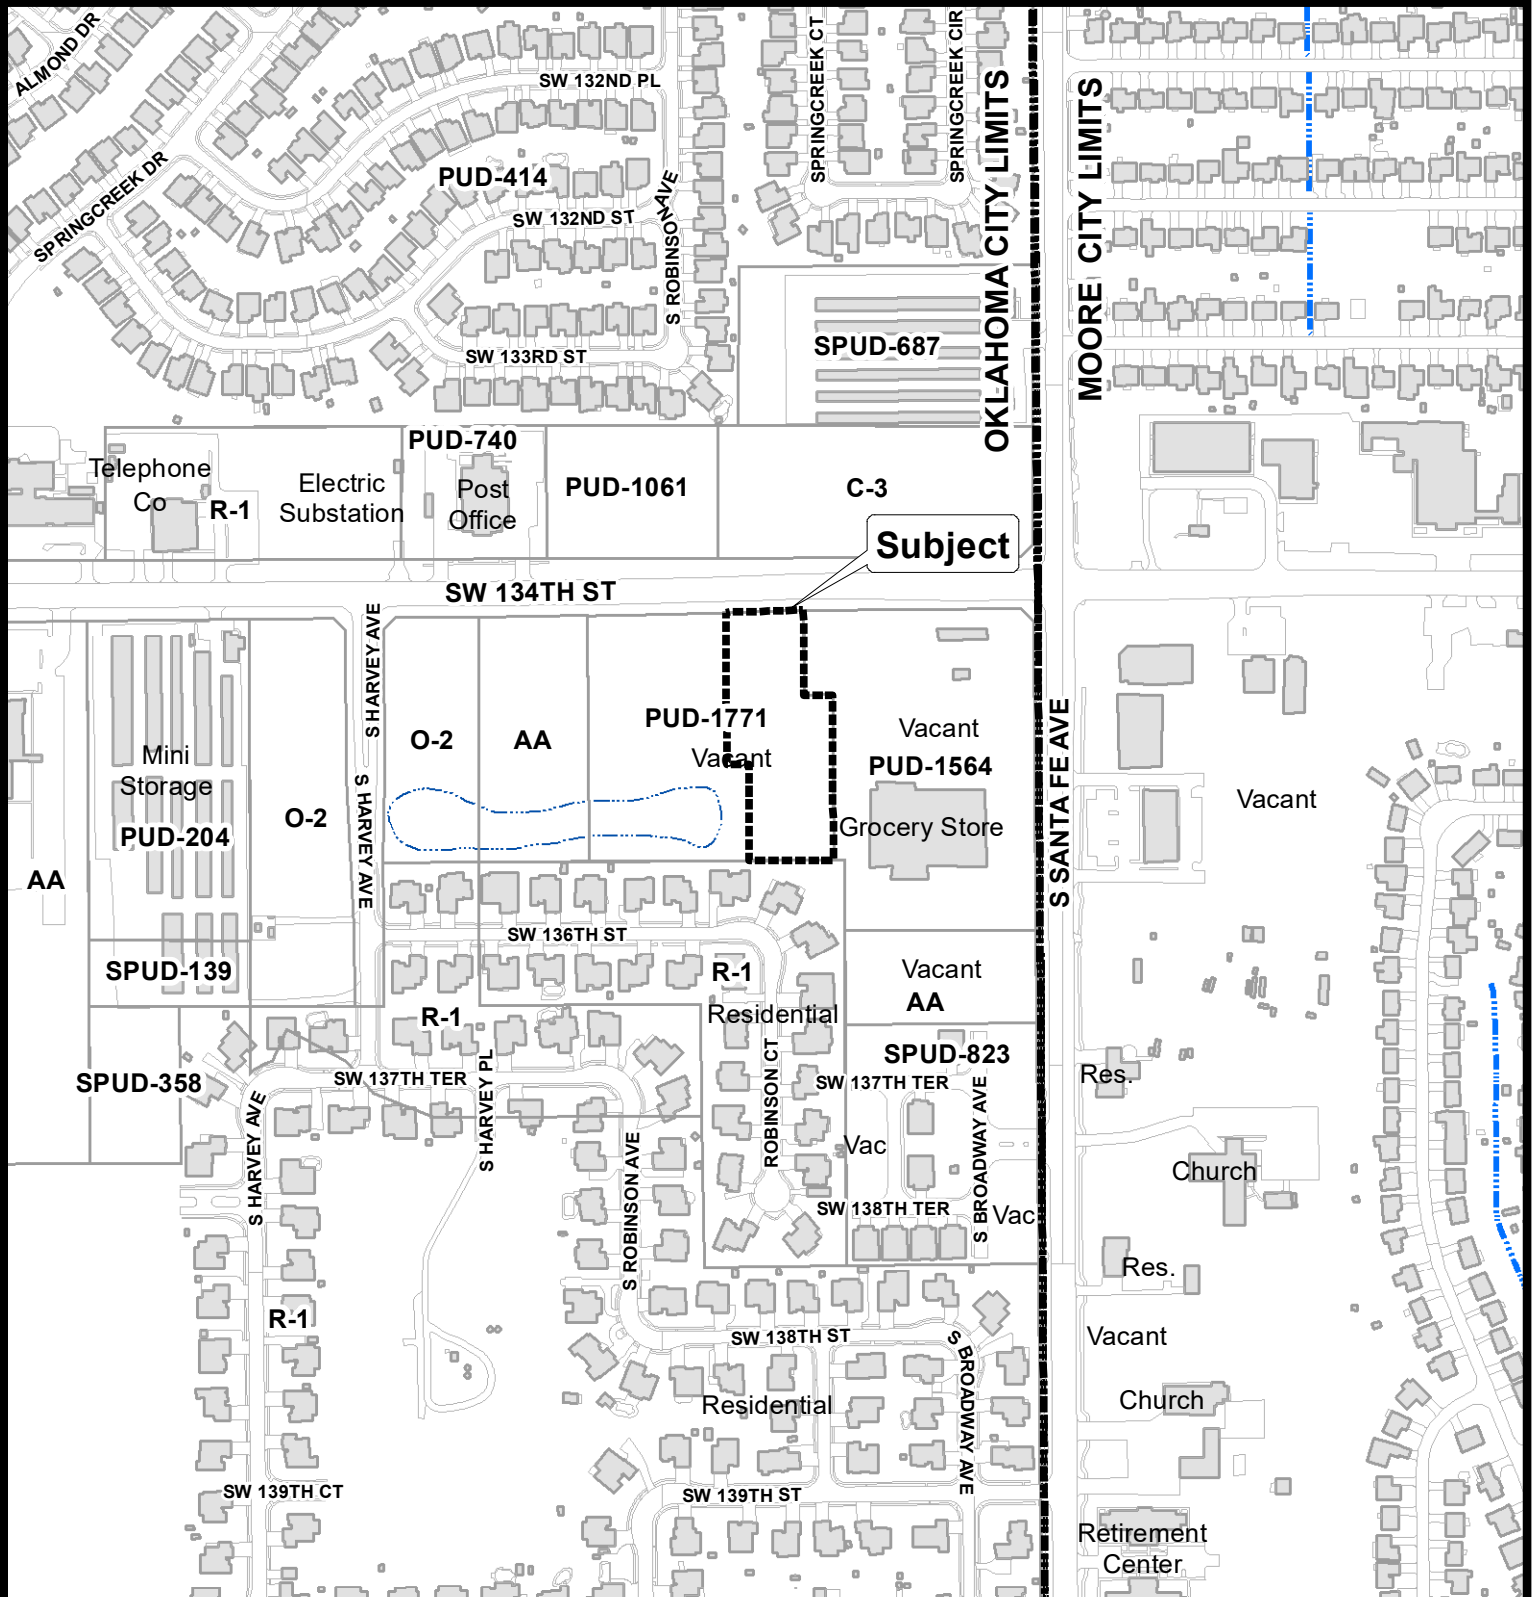 ALMOND DR
SW 132ND PL
SPRINGCREEK CT
SPRINGCREEK CIR
OKLAHOMA CITY LIMITS
MOORE CITY LIMITS
SPRINGCREEK DR
PUD-414
SW 132ND ST
S ROBINSON AVE
SPUD-687
SW 133RD ST
PUD-740
Telephone
Co
R-1
Electric
Substation
Post
Office
PUD-1061
C-3
Subject
SW 134TH ST
S HARVEY AVE
O-2
AA
PUD-1771
Vacant
Vacant
PUD-1564
S SANTA FE AVE
Mini
Storage
PUD-204
O-2
S HARVEY AVE
Grocery Store
Vacant
AA
SW 136TH ST
SPUD-139
R-1
Vacant
AA
R-1
Residential
SPUD-823
SPUD-358
SW 137TH TER
S HARVEY PL
ROBINSON CT
SW 137TH TER
Res.
S HARVEY AVE
S ROBINSON AVE
Vac
S BROADWAY AVE
Church
SW 138TH TER
Vac
Res.
R-1
SW 138TH ST
S BROADWAY AVE
Vacant
Residential
Church
SW 139TH CT
SW 139TH ST
Retirement
Center